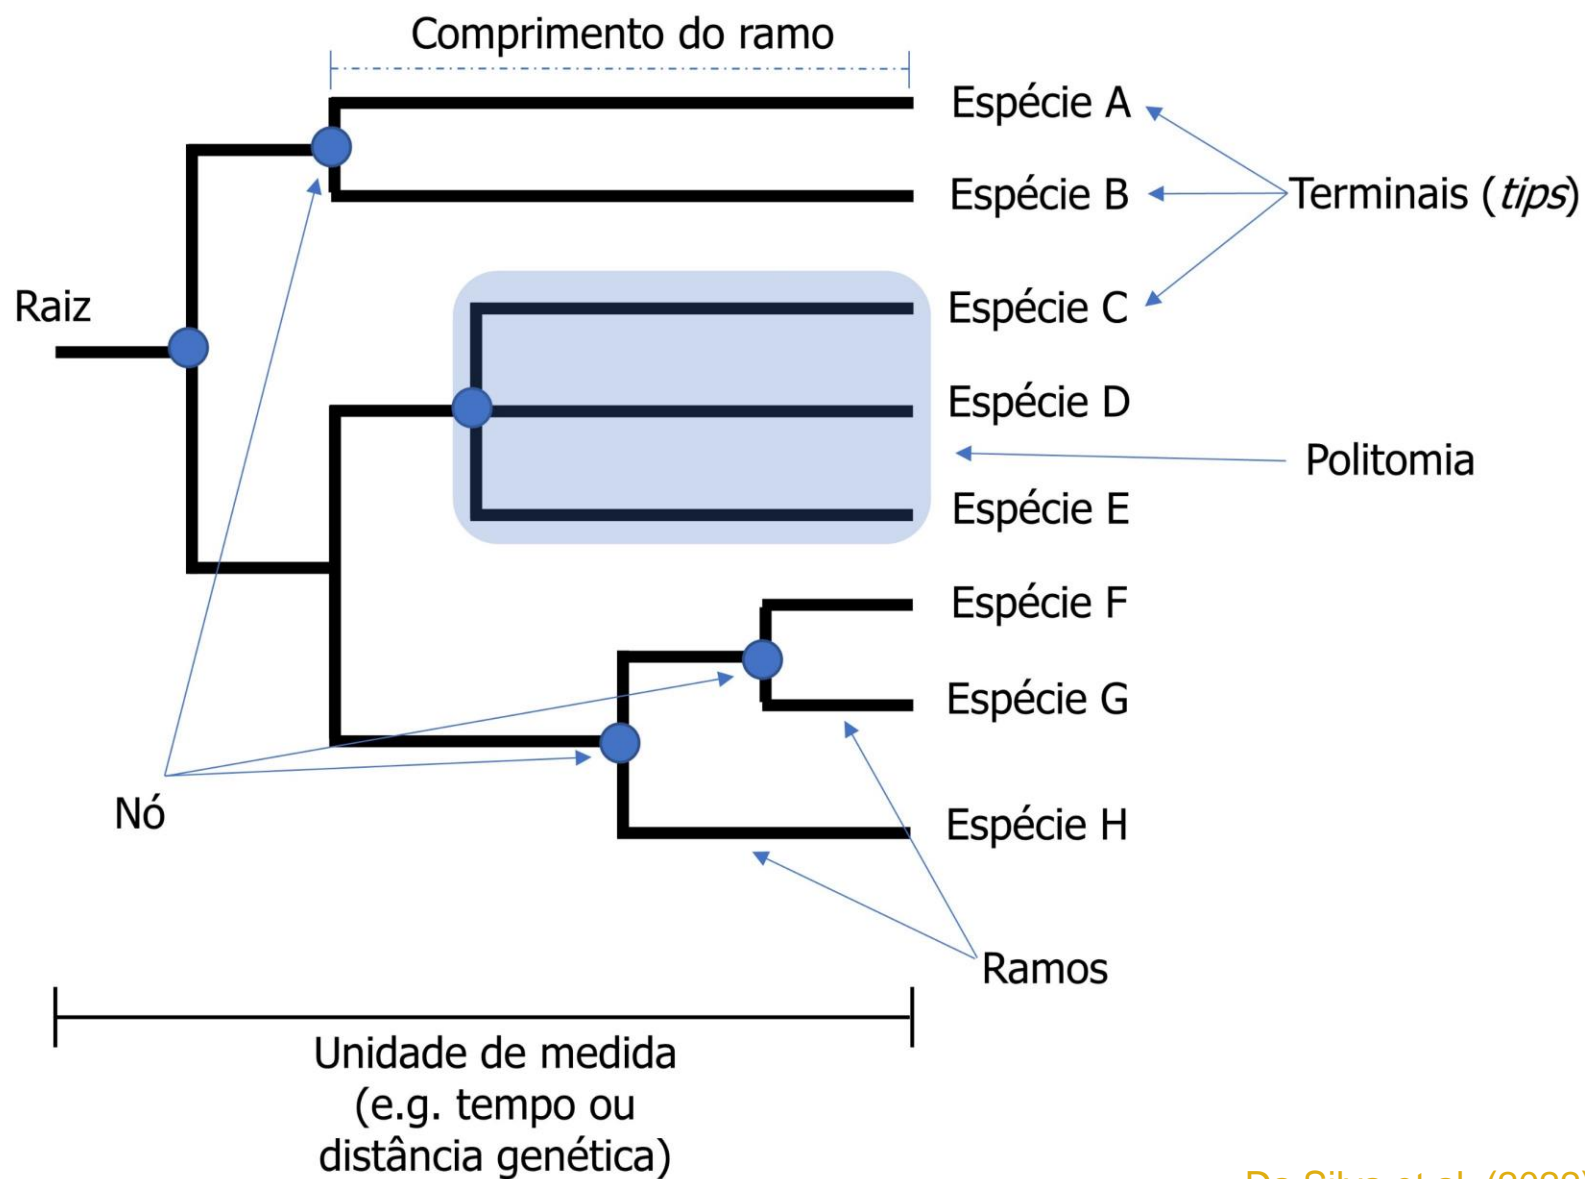 Comprimento do ramo
Espécie A
Espécie B
Terminais (tips)
Raiz
Espécie C
Espécie D
Politomia
Espécie E
Espécie F
Espécie G
Nó
Espécie H
Ramos
Unidade de medida
(e.g. tempo ou
distância genética)